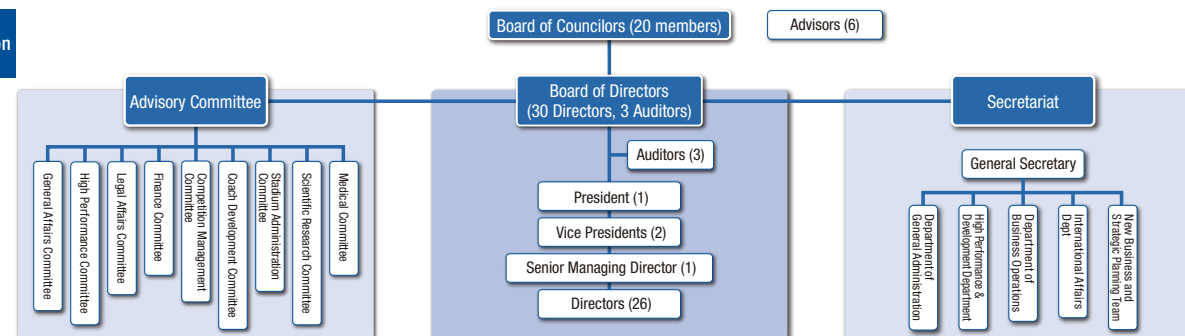 on
Board of Councilors (20 members)
Advisors (6)
Advisory Committee
Board of Directors
(30 Directors, 3 Auditors)
Secretariat
Auditors (3)
President (1)
Vice Presidents (2)
Senior Managing Director (1)
Directors (26)
General Affairs Committee
High Performance Committee
Legal Affairs Committee
Finance Committee
Competition Management
Committee
Coach Development Committee
Stadium Administration
Committee
Scientific Research Committee
Medical Committee
General Secretary
Department of
General Administration
High Performance &
Development Department
Department of
Business Operations
International Affairs
Dept
New Business and
Strategic Planning Team